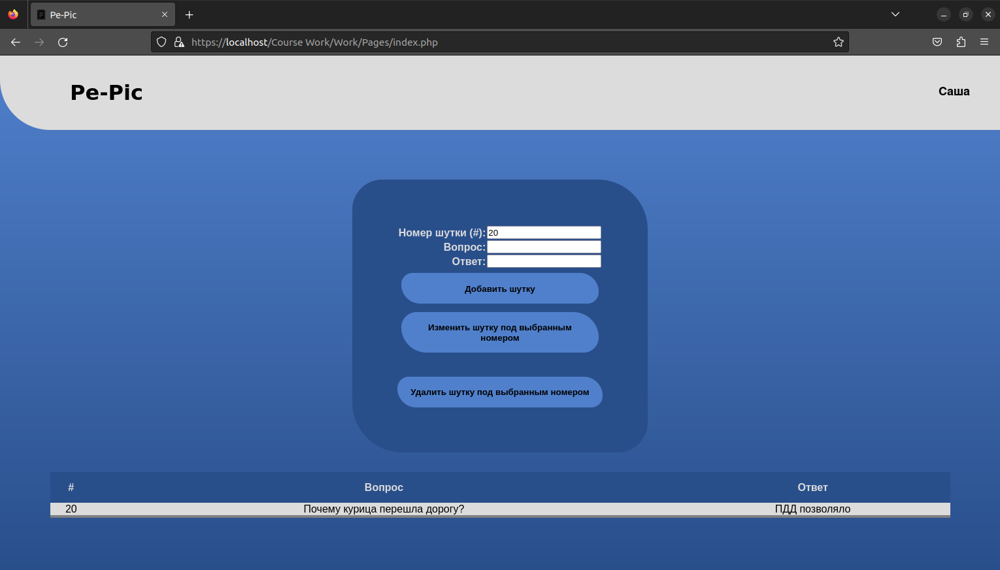 Pe-Pic
https://localhost/Course Work/Work/Pages/index.php
Pe-Pic
Саша
Номер шутки (#): 20
Вопрос:
Ответ:
Добавить шутку
Изменить шутку под выбранным
номером
Удалить шутку под выбранным номером
# Вопрос Ответ
20 Почему курица перешла дорогу? ПДД позволяло